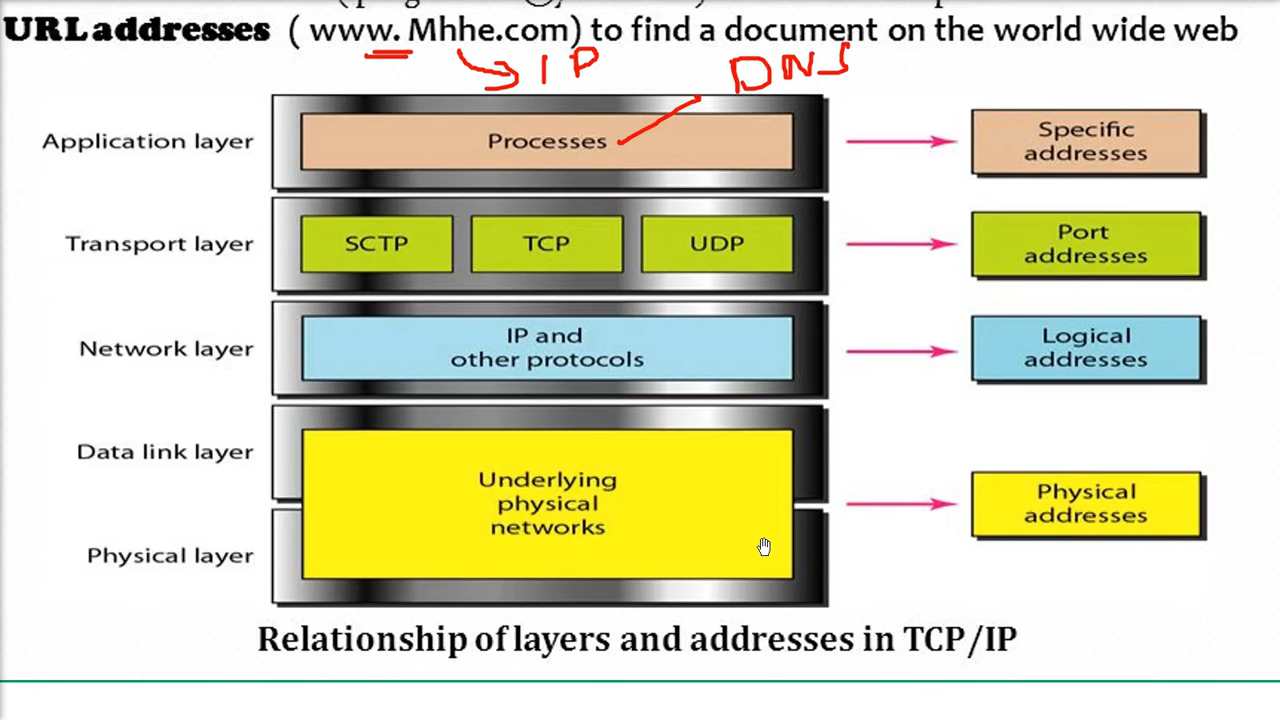 URL addresses ( www. Mhhe.com) to find a document on the world wide web
IP
DNS
Application layer
Processes
Specific
addresses
Transport layer
SCTP
TCP
UDP
Port
addresses
Network layer
IP and
other protocols
Logical
addresses
Data link layer
Underlying
physical
networks
Physical
addresses
Physical layer
Relationship of layers and addresses in TCP/IP